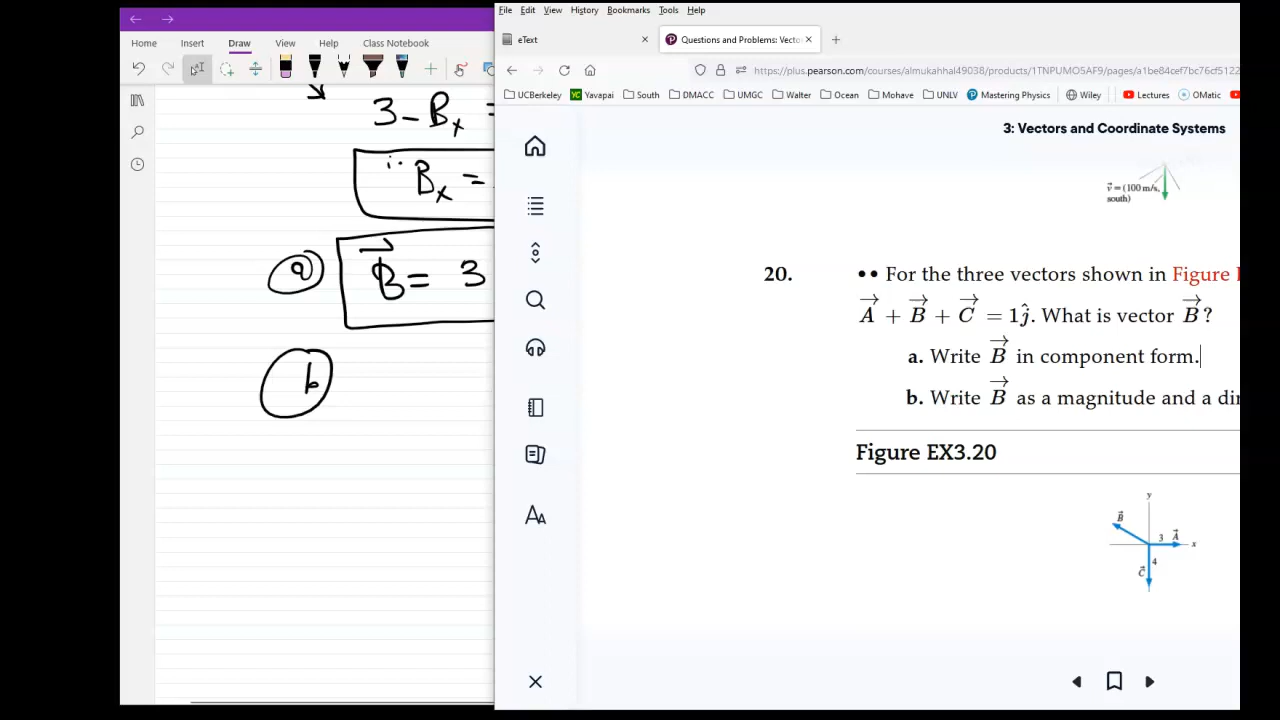 File Edit View History Bookmarks Tools Help
Home Insert Draw View Help Class Notebook
eText
Questions and Problems: Vecto
https://plus.pearson.com/courses/almukhhal49038/products/1TNPUMO5AF9/pages/a1be84cef7bc76cf5122
UCBerkeley Yavapai South DMACC UMGC Walter Ocean Mohave UNLV Mastering Physics Wiley Lectures OMatic
3: Vectors and Coordinate Systems
v = (100 m/s,
south)
3 - Bx =
∴ Bx =
a B = 3
b
20. •• For the three vectors shown in Figure E
A + B + C = 1ĵ. What is vector B?
a. Write B in component form.
b. Write B as a magnitude and a dir
Figure EX3.20
y
B
3 A
x
4
C